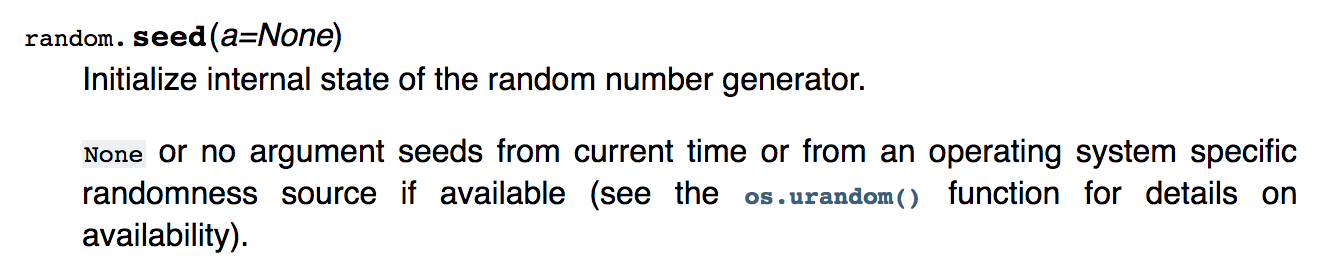 random.seed(a=None)
Initialize internal state of the random number generator.
None or no argument seeds from current time or from an operating system specific
randomness source if available (see the os.urandom() function for details on
availability).